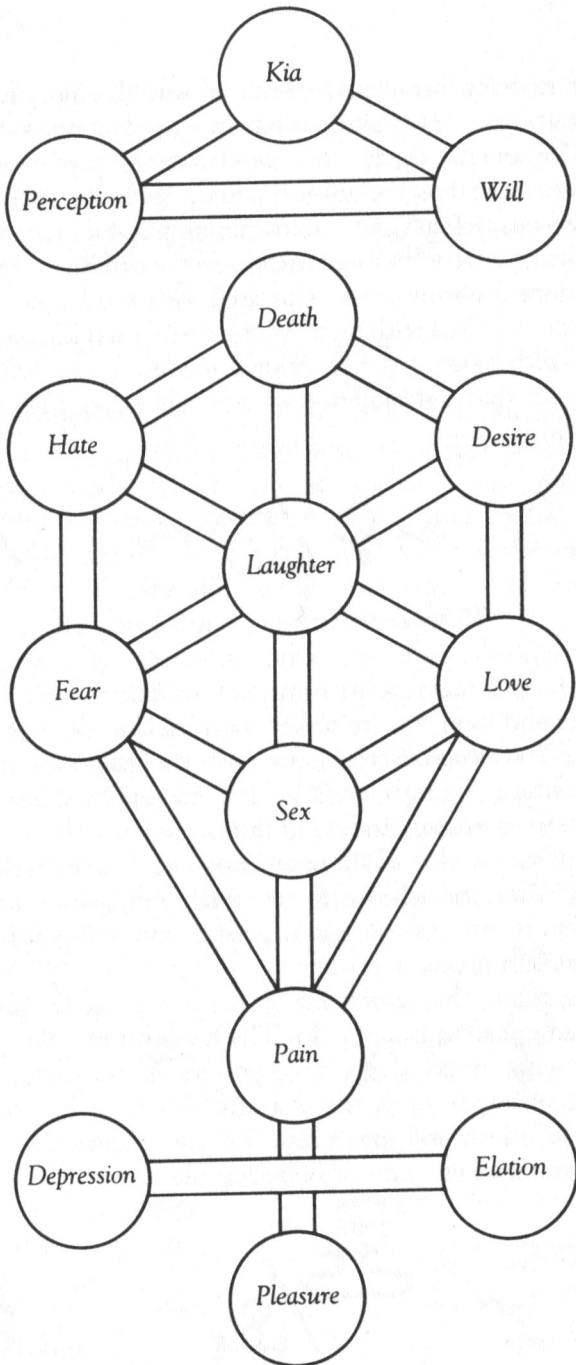 Kia
Perception
Will
Death
Hate
Desire
Laughter
Fear
Love
Sex
Pain
Depression
Elation
Pleasure